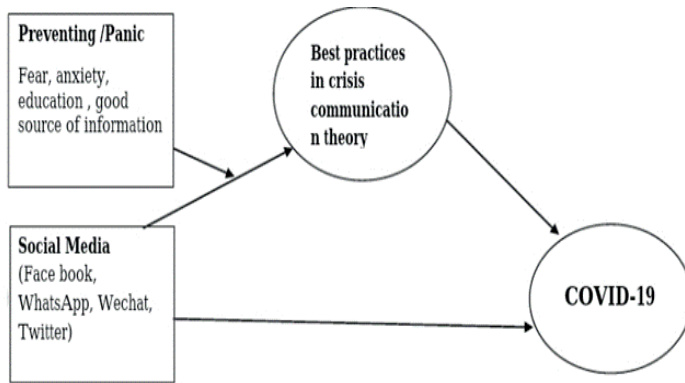 Preventing /Panic
Fear, anxiety,
education , good
source of information
Best practices
in crisis
communicatio
n theory
Social Media
(Face book,
WhatsApp, Wechat,
Twitter)
COVID-19